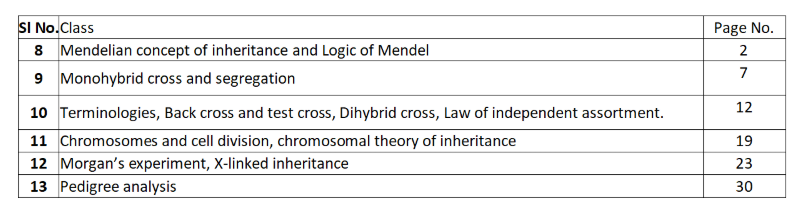 Sl No. Class Page No.
8 Mendelian concept of inheritance and Logic of Mendel 2
9 Monohybrid cross and segregation 7
10 Terminologies, Back cross and test cross, Dihybrid cross, Law of independent assortment. 12
11 Chromosomes and cell division, chromosomal theory of inheritance 19
12 Morgan’s experiment, X-linked inheritance 23
13 Pedigree analysis 30